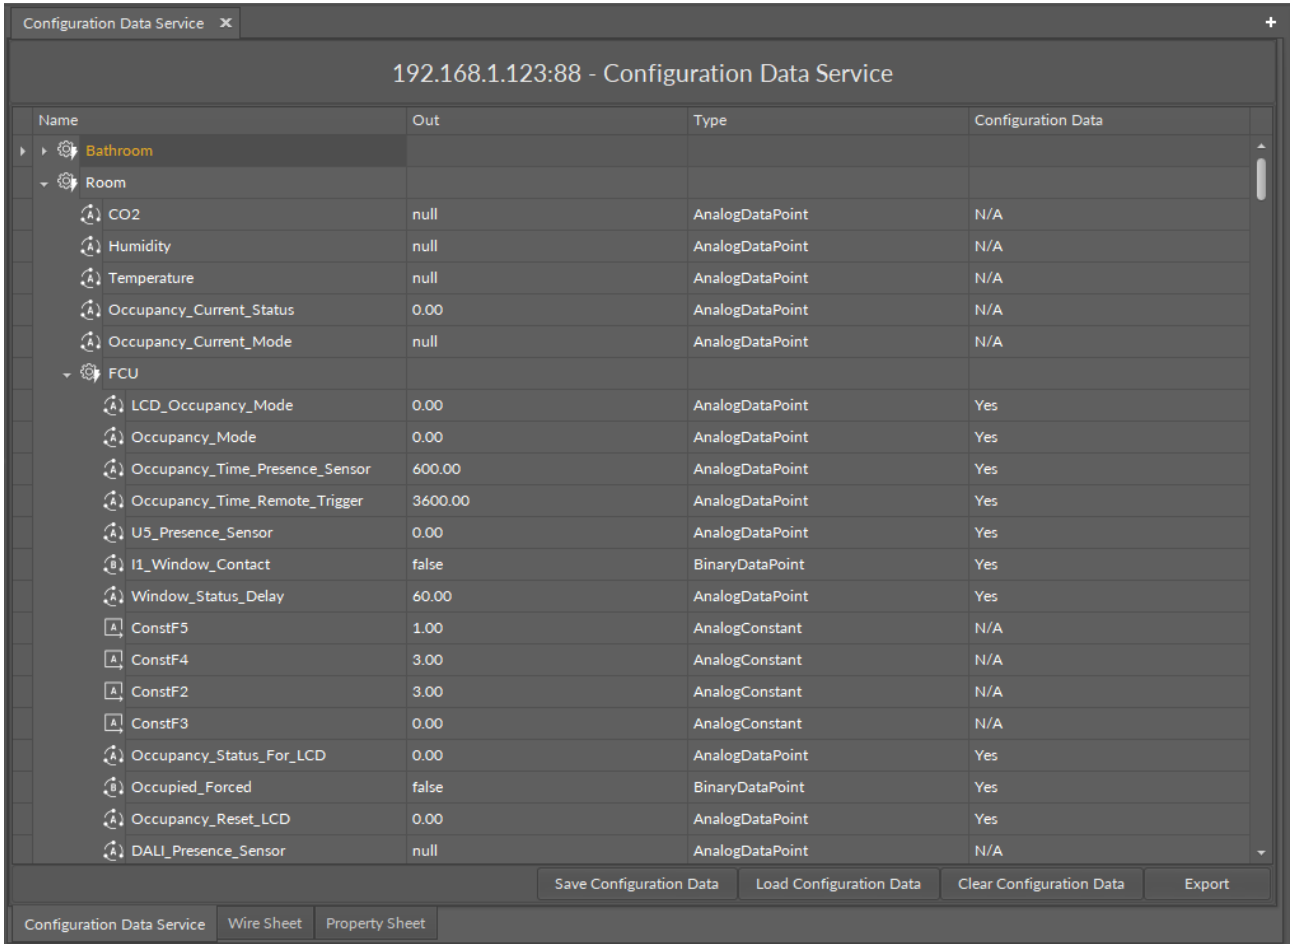 Configuration Data Service x +
192.168.1.123:88 - Configuration Data Service
Name Out Type Configuration Data
Bathroom
Room
A CO2 null AnalogDataPoint N/A
A Humidity null AnalogDataPoint N/A
A Temperature null AnalogDataPoint N/A
A Occupancy_Current_Status 0.00 AnalogDataPoint N/A
A Occupancy_Current_Mode null AnalogDataPoint N/A
FCU
A LCD_Occupancy_Mode 0.00 AnalogDataPoint Yes
A Occupancy_Mode 0.00 AnalogDataPoint Yes
A Occupancy_Time_Presence_Sensor 600.00 AnalogDataPoint Yes
A Occupancy_Time_Remote_Trigger 3600.00 AnalogDataPoint Yes
A U5_Presence_Sensor 0.00 AnalogDataPoint Yes
B I1_Window_Contact false BinaryDataPoint Yes
A Window_Status_Delay 60.00 AnalogDataPoint Yes
A ConstF5 1.00 AnalogConstant N/A
A ConstF4 3.00 AnalogConstant N/A
A ConstF2 3.00 AnalogConstant N/A
A ConstF3 0.00 AnalogConstant N/A
A Occupancy_Status_For_LCD 0.00 AnalogDataPoint Yes
B Occupied_Forced false BinaryDataPoint Yes
A Occupancy_Reset_LCD 0.00 AnalogDataPoint Yes
A DALI_Presence_Sensor null AnalogDataPoint N/A
Save Configuration Data Load Configuration Data Clear Configuration Data Export
Configuration Data Service Wire Sheet Property Sheet